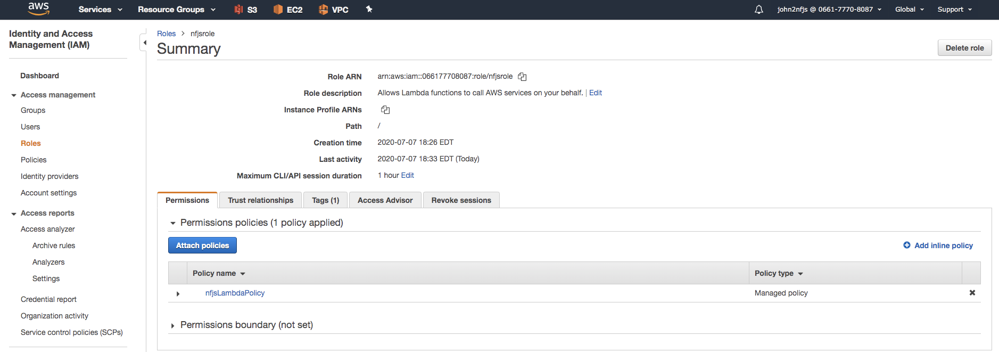 aws Services Resource Groups S3 EC2 VPC john2nfjs @ 0661-7770-8087 Global Support
Identity and Access
Management (IAM)
Dashboard
Access management
Groups
Users
Roles
Policies
Identity providers
Account settings
Access reports
Access analyzer
Archive rules
Analyzers
Settings
Credential report
Organization activity
Service control policies (SCPs)
Roles > nfjsrole
Summary
Delete role
Role ARN arn:aws:iam::066177708087:role/nfjsrole
Role description Allows Lambda functions to call AWS services on your behalf. | Edit
Instance Profile ARNs
Path /
Creation time 2020-07-07 18:26 EDT
Last activity 2020-07-07 18:33 EDT (Today)
Maximum CLI/API session duration 1 hour Edit
Permissions Trust relationships Tags (1) Access Advisor Revoke sessions
Permissions policies (1 policy applied)
Attach policies Add inline policy
Policy name Policy type
nfjsLambdaPolicy Managed policy
Permissions boundary (not set)